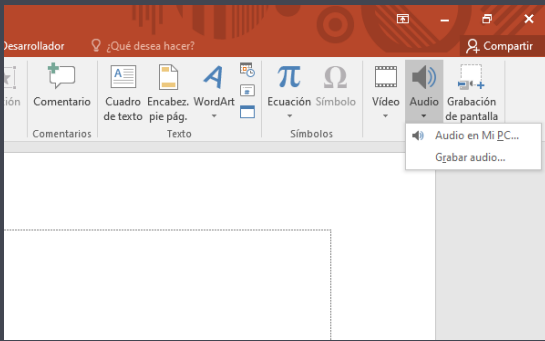 Desarrollador ¿Qué desea hacer? Compartir
ción Comentario Cuadro de texto Encabez. pie pág. WordArt Ecuación Símbolo Vídeo Audio Grabación de pantalla
Comentarios Texto Símbolos
Audio en Mi PC...
Grabar audio...